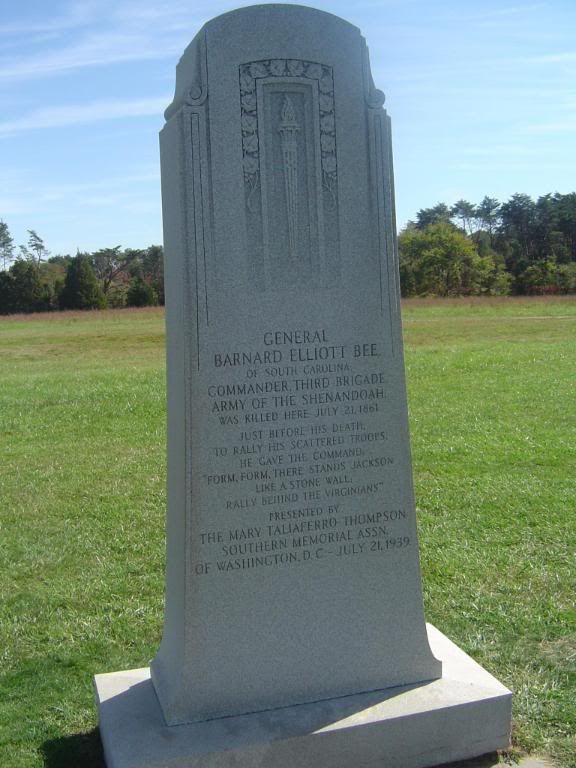 GENERAL
BARNARD ELLIOTT BEE,
OF SOUTH CAROLINA,
COMMANDER, THIRD BRIGADE
ARMY OF THE SHENANDOAH,
WAS KILLED HERE JULY 21, 1861.
JUST BEFORE HIS DEATH,
TO RALLY HIS SCATTERED TROOPS,
HE GAVE THE COMMAND,
"FORM, FORM, THERE STANDS JACKSON
LIKE A STONE WALL,
RALLY BEHIND THE VIRGINIANS"
PRESENTED BY
THE MARY TALIAFERRO THOMPSON
SOUTHERN MEMORIAL ASSN.
OF WASHINGTON, D.C – JULY 21, 1939.